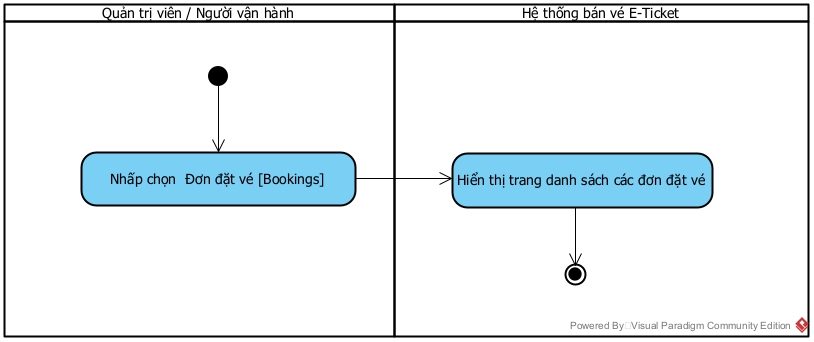 Quản trị viên / Người vận hành
Hệ thống bán vé E-Ticket
Nhấp chọn  Đơn đặt vé [Bookings]
Hiển thị trang danh sách các đơn đặt vé
Powered By Visual Paradigm Community Edition